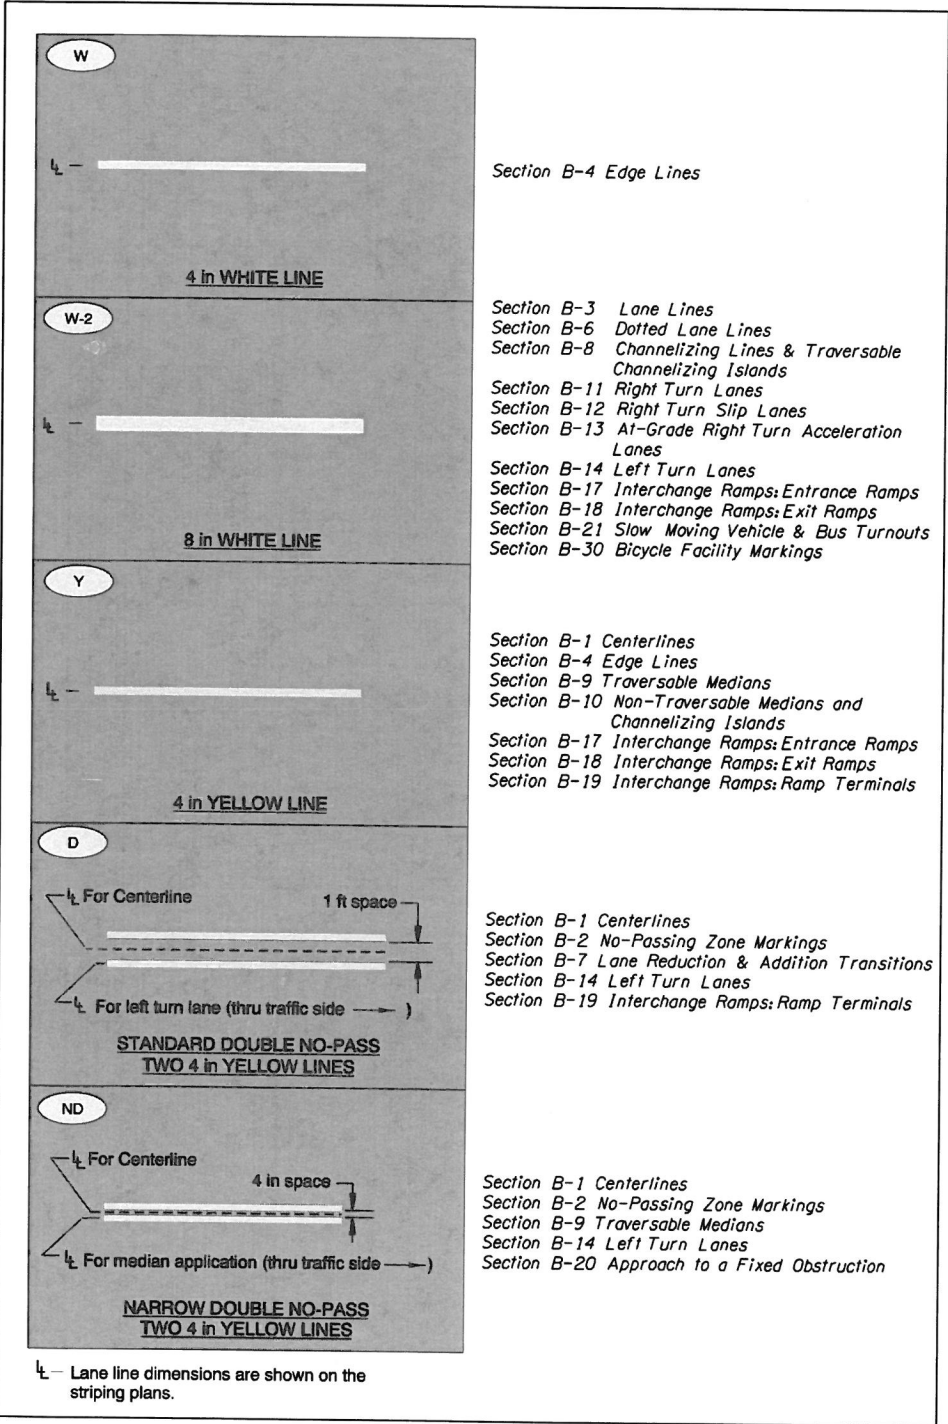 W
Ⱡ
4 in WHITE LINE
Section B-4 Edge Lines
W-2
Ⱡ
8 in WHITE LINE
Section B-3 Lane Lines
Section B-6 Dotted Lane Lines
Section B-8 Channelizing Lines & Traversable
Channelizing Islands
Section B-11 Right Turn Lanes
Section B-12 Right Turn Slip Lanes
Section B-13 At-Grade Right Turn Acceleration
Lanes
Section B-14 Left Turn Lanes
Section B-17 Interchange Ramps: Entrance Ramps
Section B-18 Interchange Ramps: Exit Ramps
Section B-21 Slow Moving Vehicle & Bus Turnouts
Section B-30 Bicycle Facility Markings
Y
Ⱡ
4 in YELLOW LINE
Section B-1 Centerlines
Section B-4 Edge Lines
Section B-9 Traversable Medians
Section B-10 Non-Traversable Medians and
Channelizing Islands
Section B-17 Interchange Ramps: Entrance Ramps
Section B-18 Interchange Ramps: Exit Ramps
Section B-19 Interchange Ramps: Ramp Terminals
D
Ⱡ For Centerline
1 ft space
Ⱡ For left turn lane (thru traffic side → )
STANDARD DOUBLE NO-PASS
TWO 4 in YELLOW LINES
Section B-1 Centerlines
Section B-2 No-Passing Zone Markings
Section B-7 Lane Reduction & Addition Transitions
Section B-14 Left Turn Lanes
Section B-19 Interchange Ramps: Ramp Terminals
ND
Ⱡ For Centerline
4 in space
Ⱡ For median application (thru traffic side → )
NARROW DOUBLE NO-PASS
TWO 4 in YELLOW LINES
Section B-1 Centerlines
Section B-2 No-Passing Zone Markings
Section B-9 Traversable Medians
Section B-14 Left Turn Lanes
Section B-20 Approach to a Fixed Obstruction
Ⱡ – Lane line dimensions are shown on the
striping plans.